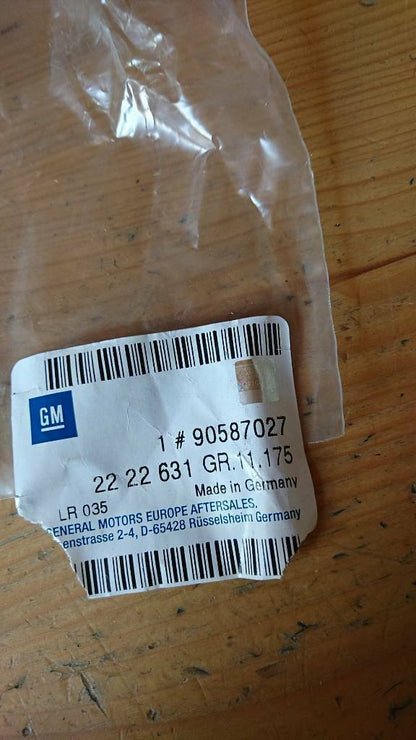 GM
1 # 90587027
22 22 631 GR.11.175
Made in Germany
LR 035
GENERAL MOTORS EUROPE AFTERSALES,
enstrasse 2-4, D-65428 Rüsselsheim Germany